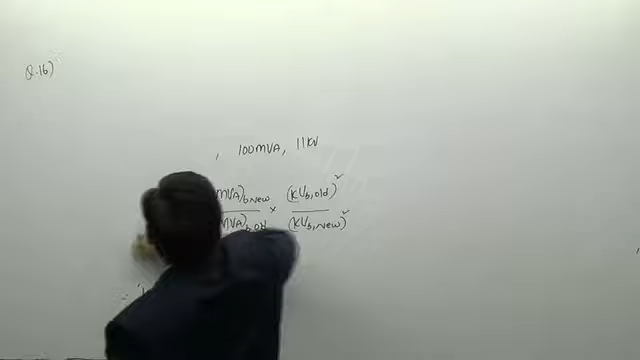 Q.16)
, 100MVA, 11KV
MVA)b,new × (KVb,old)²
MVA)b,old (KVb,new)²